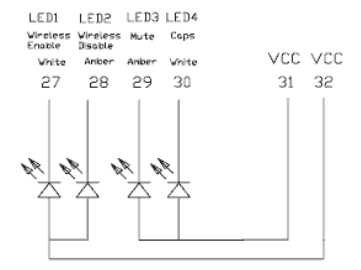 LED1 LED2 LED3 LED4
Wireless Enable Wireless Disable Mute Caps
White Amber Amber White
VCC VCC
27 28 29 30 31 32